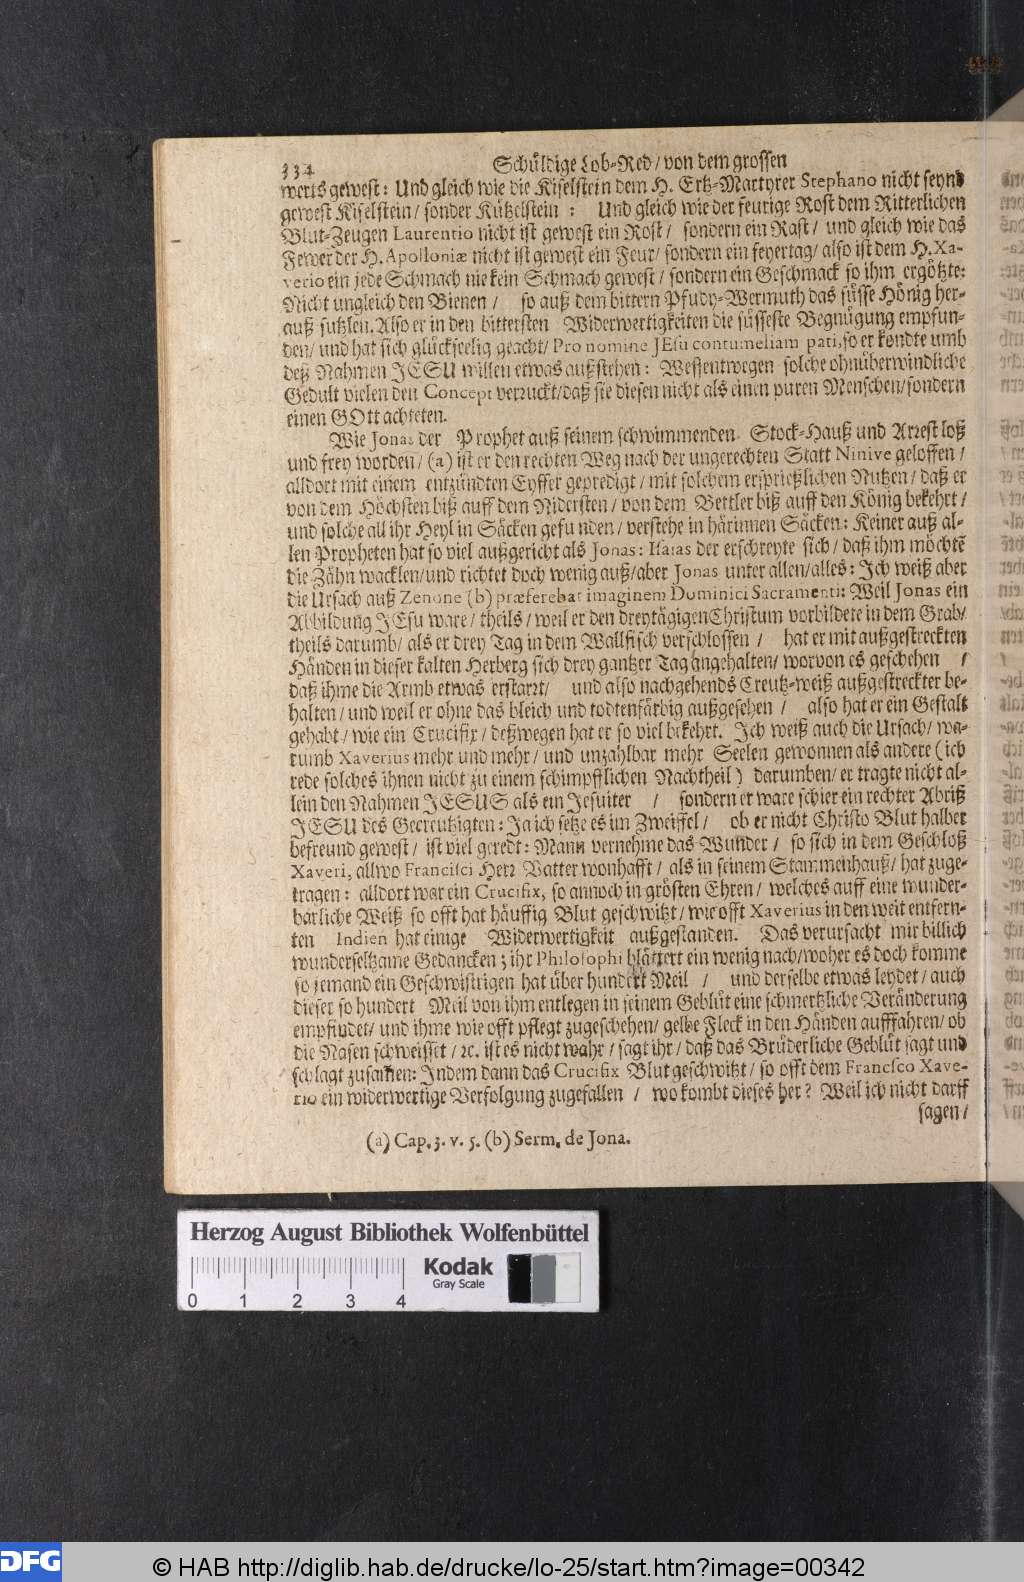 334
Schüldige Lob-Red / von dem grossen
werts gewest: Und gleich wie die Kiselstein dem H. Ertz-Martyrer Stephano nicht seynd
gewest Kiselstein / sonder Kützelstein : Und gleich wie der feurige Rost dem Ritterlichen
Blut-Zeugen Laurentio nicht ist gewest ein Rost / sondern ein Rast / und gleich wie das
Fewer der H. Apolloniæ nicht ist gewest ein Feur / sondern ein feyertag / also ist dem H. Xa-
verio ein jede Schmach nie kein Schmach gewest / sondern ein Geschmack so ihm ergötzte:
Nicht ungleich den Bienen / so auß dem bittern Pfudy-Wermuth das süsse Hönig her-
auß sutzlen. Also er in den bittersten Widerwertigkeiten die süsseste Begnügung empfun-
den / und hat sich glückseelig geacht / Pro nomine JEsu contumeliam pati, so er kondte umb
deß Nahmen JESU willen etwas außstehen: Wessentwegen solche ohnüberwindliche
Gedult vielen den Concept verruckt / daß sie diesen nicht als einen puren Menschen / sondern
einen GOtt achteten.
Wie Jonas der Prophet auß seinem schwimmenden Stock-Hauß und Arrest loß
und frey worden / (a) ist er den rechten Weg nach der ungerechten Statt Ninive geloffen /
alldort mit einem entzündten Eyffer gepredigt / mit solchem ersprießlichen Nutzen / daß er
von dem Höchsten biß auff dem Nidersten / von dem Bettler biß auff den König bekehrt /
und solche all ihr Heyl in Säcken gefunden / verstehe in härinnen Säcken: Keiner auß al-
len Propheten hat so viel außgericht als Jonas: Isaias der erschreyte sich / daß ihm möchtẽ
die Zähn wacklen / und richtet doch wenig auß / aber Jonas unter allen / alles: Ich weiß aber
die Ursach auß Zenone (b) præferebat imaginem Dominici Sacramenti: Weil Jonas ein
Abbildung JEsu ware / theils / weil er den dreytägigen Christum vorbildete in dem Grab /
theils darumb / als er drey Tag in dem Wallfisch verschlossen / hat er mit außgestreckten
Händen in dieser kalten Herberg sich drey gantzer Tag angehalten / worvon es geschehen /
daß ihme die Armb etwas erstarrt / und also nachgehends Creutz-weiß außgestreckter be-
halten / und weil er ohne das bleich und todtenfärbig außgesehen / also hat er ein Gestalt
gehabt / wie ein Crucifix / deßwegen hat er so viel bekehrt. Ich weiß auch die Ursach / wa-
rumb Xaverius mehr und mehr / und unzahlbar mehr Seelen gewonnen als andere (ich
rede solches ihnen nicht zu einem schimpfflichen Nachtheil) darumben / er tragte nicht al-
lein den Nahmen JESUS als ein Jesuiter / sondern er ware schier ein rechter Abriß
JESU des Gecreutzigten: Ja ich setze es im Zweiffel / ob er nicht Christo Blut halber
befreund gewest / ist viel geredt: Mann vernehme das Wunder / so sich in dem Geschloß
Xaveri, allwo Francisci Herr Vatter wonhafft / als in seinem Stammenhauß / hat zuge-
tragen: alldort war ein Crucifix, so annoch in grösten Ehren / welches auff eine wunder-
barliche Weiß so offt hat häuffig Blut geschwitzt / wie offt Xaverius in den weit entfern-
ten Indien hat einige Widerwertigkeit außgestanden. Das verursacht mir billich
wunderseltzame Gedancken; ihr Philosophi blättert ein wenig nach / woher es doch komme
so jemand ein Geschwistrigen hat über hundert Meil / und derselbe etwas leydet / auch
dieser so hundert Meil von ihm entlegen in seinem Geblüt eine schmertzliche Veränderung
empfindet / und ihme wie offt pflegt zugeschehen / gelbe Fleck in den Händen aufffahren / ob
die Nasen schweisset / ꝛc. ist es nicht wahr / sagt ihr / daß das Brüderliche Geblüt sagt und
schlagt zusam̃en: Indem dann das Crucifix Blut geschwitzt / so offt dem Francisco Xave-
rio ein widerwertige Verfolgung zugefallen / wo kombt dieses her? Weil ich nicht darff
sagen /
(a) Cap. 3. v. 5. (b) Serm. de Jona.
Herzog August Bibliothek Wolfenbüttel
Kodak
Gray Scale
0 1 2 3 4
DFG
© HAB http://diglib.hab.de/drucke/lo-25/start.htm?image=00342